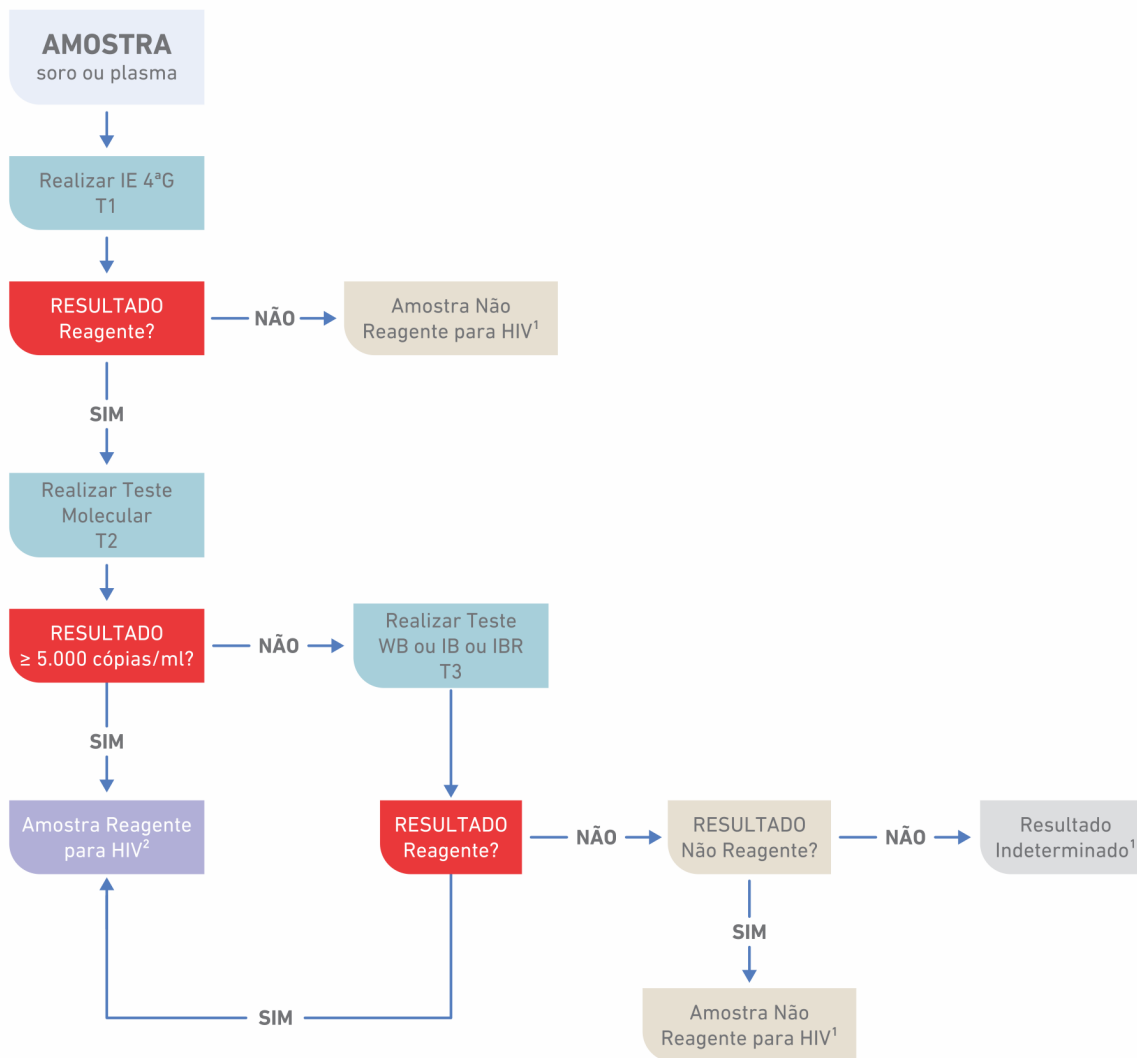 AMOSTRA
soro ou plasma
Realizar IE 4ªG
T1
RESULTADO
Reagente?
NÃO
Amostra Não
Reagente para HIV¹
SIM
Realizar Teste
Molecular
T2
RESULTADO
≥ 5.000 cópias/ml?
NÃO
Realizar Teste
WB ou IB ou IBR
T3
SIM
Amostra Reagente
para HIV²
RESULTADO
Reagente?
NÃO
RESULTADO
Não Reagente?
NÃO
Resultado
Indeterminado¹
SIM
SIM
Amostra Não
Reagente para HIV¹